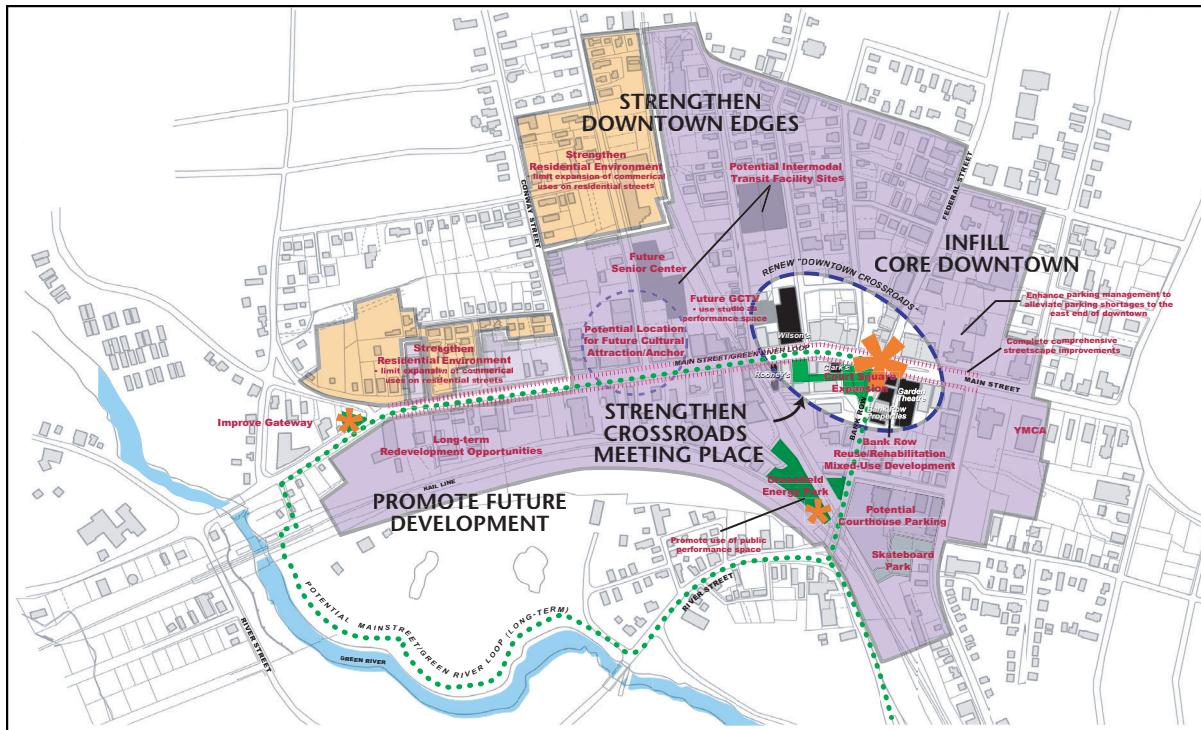 STRENGTHEN
DOWNTOWN EDGES
Strengthen
Residential Environment
• limit expansion of commerical
uses on residential streets
Potential Intermodal
Transit Facility Sites
CONWAY STREET
FEDERAL STREET
INFILL
CORE DOWNTOWN
RENEW "DOWNTOWN CROSSROADS"
Future
Senior Center
Future GCTV
• use studio as
performance space
Enhance parking management to
alleviate parking shortages to the
east end of downtown
Wilson's
Potential Location
for Future Cultural
Attraction/Anchor
Complete comprehensive
streetscape improvements
Strengthen
Residential Environment
• limit expansion of commerical
uses on residential streets
MAIN STREET/GREEN RIVER LOOP
Rooney's
Clark's
Court Square
Expansion
MAIN STREET
Garden
Theatre
Bank Row
Properties
BANK ROW
Improve Gateway
STRENGTHEN
CROSSROADS
MEETING PLACE
YMCA
Long-term
Redevelopment Opportunities
Bank Row
Reuse/Rehabilitation
Mixed-Use Development
RAIL LINE
PROMOTE FUTURE
DEVELOPMENT
Greenfield
Energy Park
Potential
Courthouse Parking
Promote use of public
performance space
Skateboard
Park
RIVER STREET
POTENTIAL MAINSTREET/GREEN RIVER LOOP (LONG-TERM)
RIVER STREET
GREEN RIVER